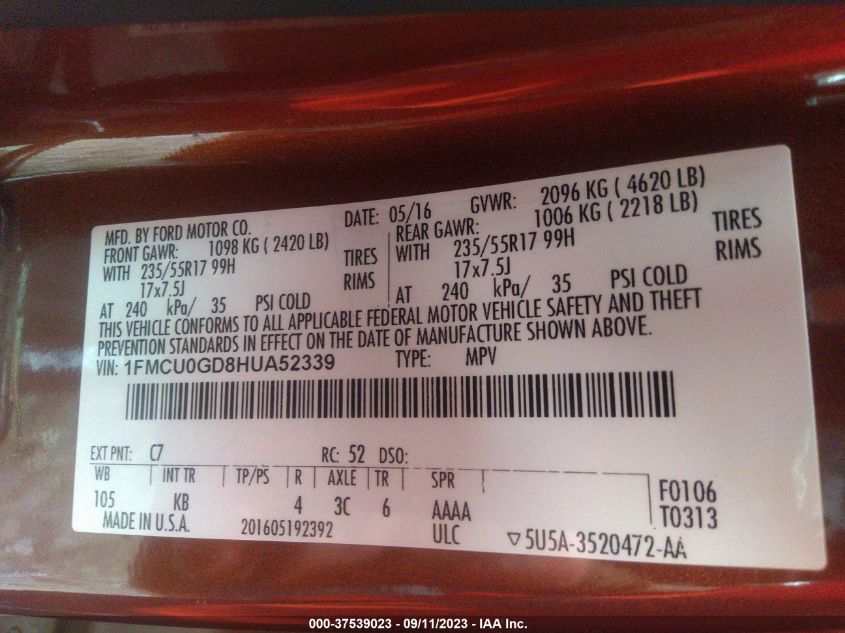 MFD. BY FORD MOTOR CO. DATE: 05/16 GVWR: 2096 KG ( 4620 LB)
FRONT GAWR: 1098 KG ( 2420 LB) REAR GAWR: 1006 KG ( 2218 LB)
WITH 235/55R17 99H TIRES WITH 235/55R17 99H TIRES
17x7.5J RIMS 17x7.5J RIMS
AT 240 kPa/ 35 PSI COLD AT 240 kPa/ 35 PSI COLD
THIS VEHICLE CONFORMS TO ALL APPLICABLE FEDERAL MOTOR VEHICLE SAFETY AND THEFT
PREVENTION STANDARDS IN EFFECT ON THE DATE OF MANUFACTURE SHOWN ABOVE.
VIN: 1FMCU0GD8HUA52339 TYPE: MPV
EXT PNT: C7 RC: 52 DSO:
WB INT TR TP/PS R AXLE TR SPR
105 KB 4 3C 6 AAAA F0106
MADE IN U.S.A. 201605192392 ULC T0313
5U5A-3520472-AA
000-37539023 - 09/11/2023 - IAA Inc.